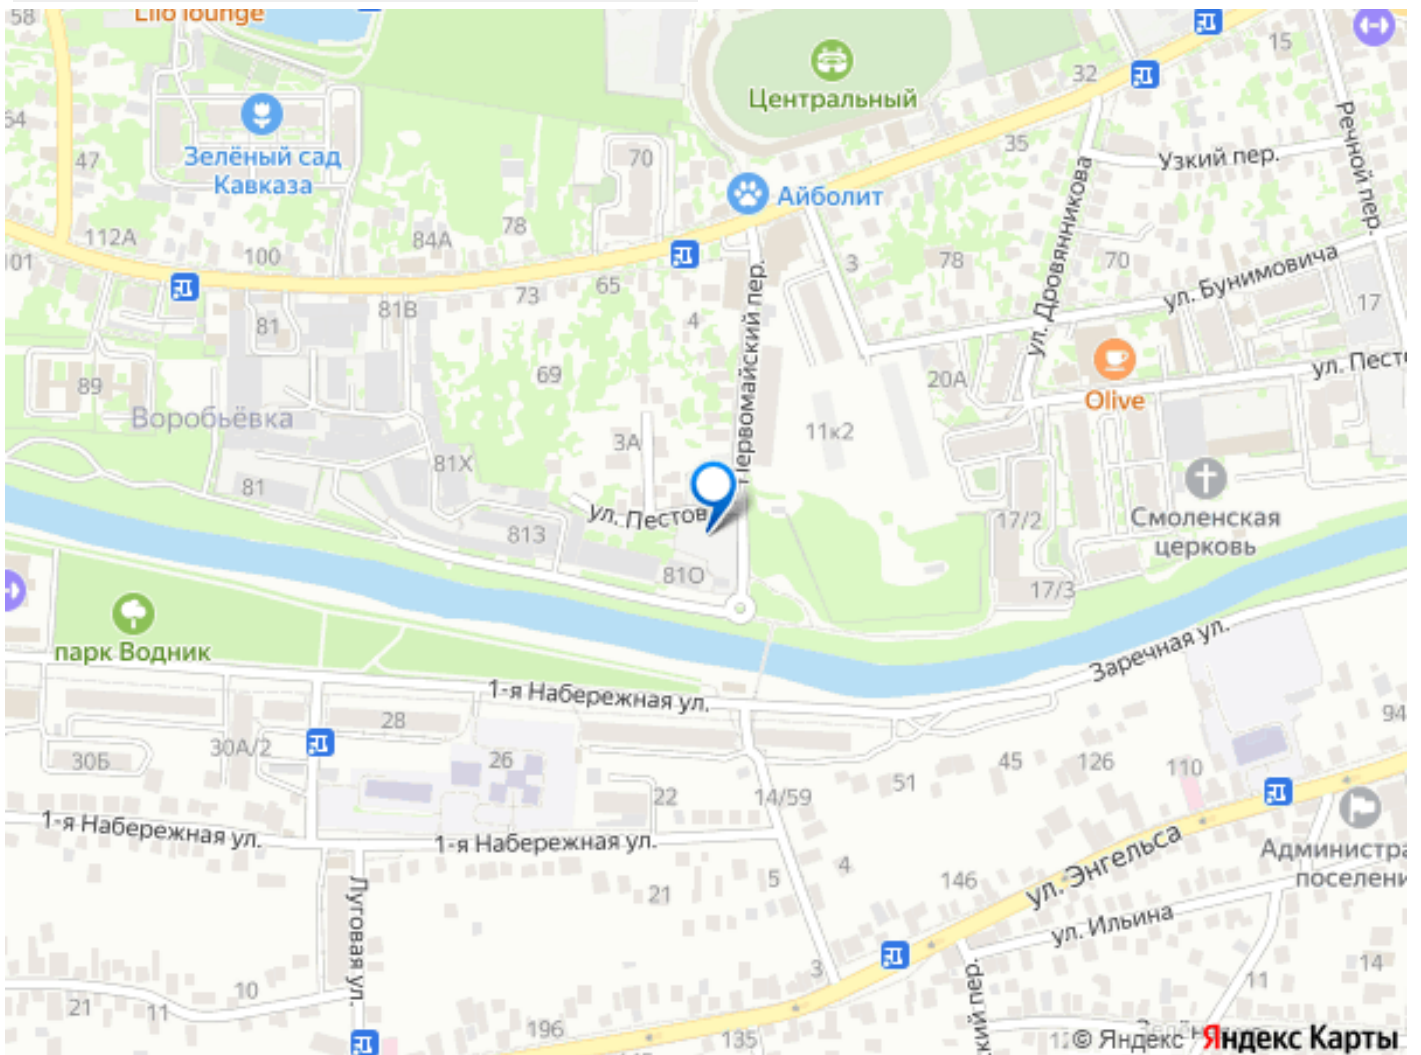 58
Lilo lounge
15
32
Центральный
54
35
Речной пер.
47
Зелёный сад
Кавказа
70
Узкий пер.
Айболит
78
ул. Дровянникова
112А
84А
100
3
78
70
ул. Бунимовича
101
73
65
17
81В
81
4
Первомайский пер.
89
69
20А
ул. Пест
Olive
Воробьёвка
3А
11к2
81Х
81
ул. Пестов
17/2
Смоленская
церковь
813
81О
17/3
парк Водник
Заречная ул.
1-я Набережная ул.
28
94
30А/2
30Б
26
51
45
126
110
22
14/59
1-я Набережная ул.
1-я Набережная ул.
ул. Энгельса
Администра
поселени
4
5
146
21
Луговая ул.
ул. Ильина
3
10
11
14
21
11
кий пер.
196
135
© Яндекс Яндекс Карты